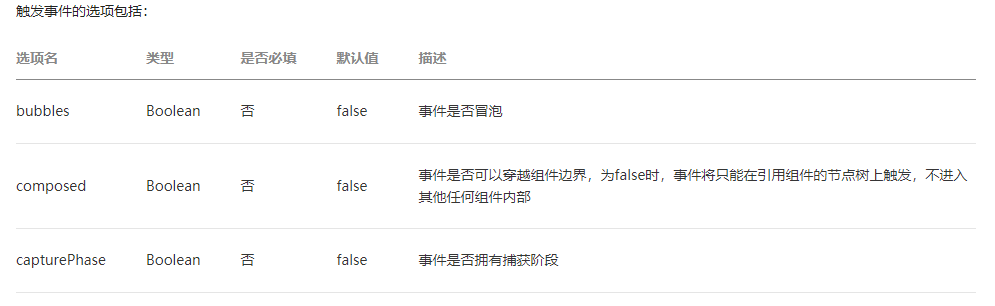 触发事件的选项包括：
选项名 类型 是否必填 默认值 描述
bubbles Boolean 否 false 事件是否冒泡
composed Boolean 否 false 事件是否可以穿越组件边界，为false时，事件将只能在引用组件的节点树上触发，不进入
其他任何组件内部
capturePhase Boolean 否 false 事件是否拥有捕获阶段